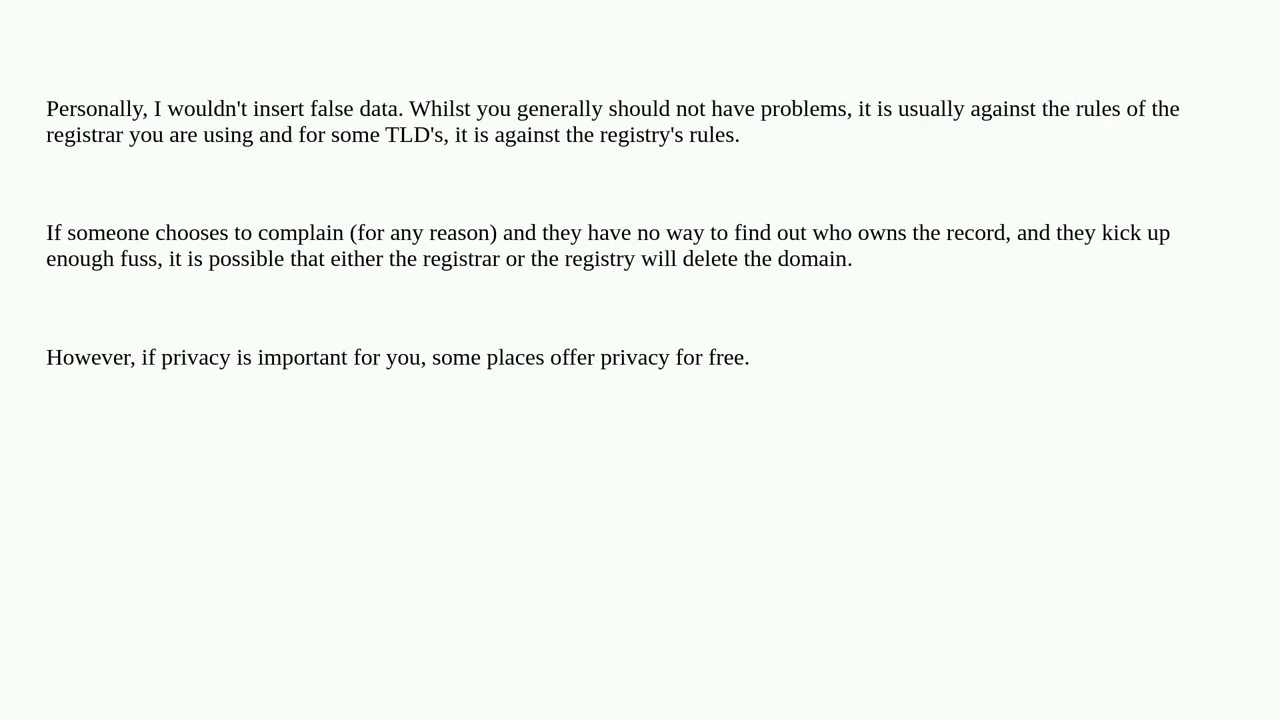 Personally, I wouldn't insert false data. Whilst you generally should not have problems, it is usually against the rules of the
registrar you are using and for some TLD's, it is against the registry's rules.
If someone chooses to complain (for any reason) and they have no way to find out who owns the record, and they kick up
enough fuss, it is possible that either the registrar or the registry will delete the domain.
However, if privacy is important for you, some places offer privacy for free.